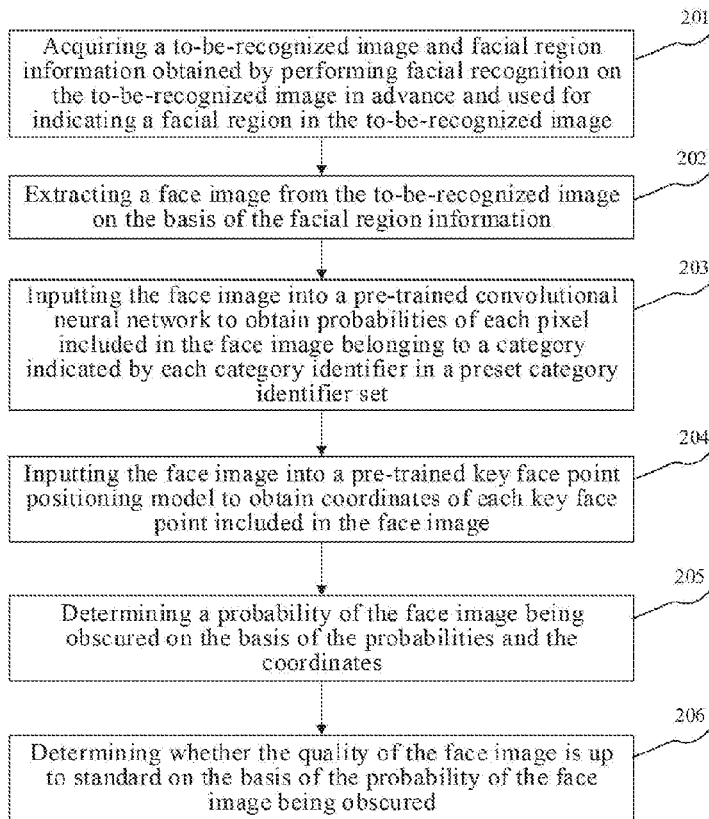 201
Acquiring a to-be-recognized image and facial region
information obtained by performing facial recognition on
the to-be-recognized image in advance and used for
indicating a facial region in the to-be-recognized image
202
Extracting a face image from the to-be-recognized image
on the basis of the facial region information
203
Inputting the face image into a pre-trained convolutional
neural network to obtain probabilities of each pixel
included in the face image belonging to a category
indicated by each category identifier in a preset category
identifier set
204
Inputting the face image into a pre-trained key face point
positioning model to obtain coordinates of each key face
point included in the face image
205
Determining a probability of the face image being
obscured on the basis of the probabilities and the
coordinates
206
Determining whether the quality of the face image is up
to standard on the basis of the probability of the face
image being obscured